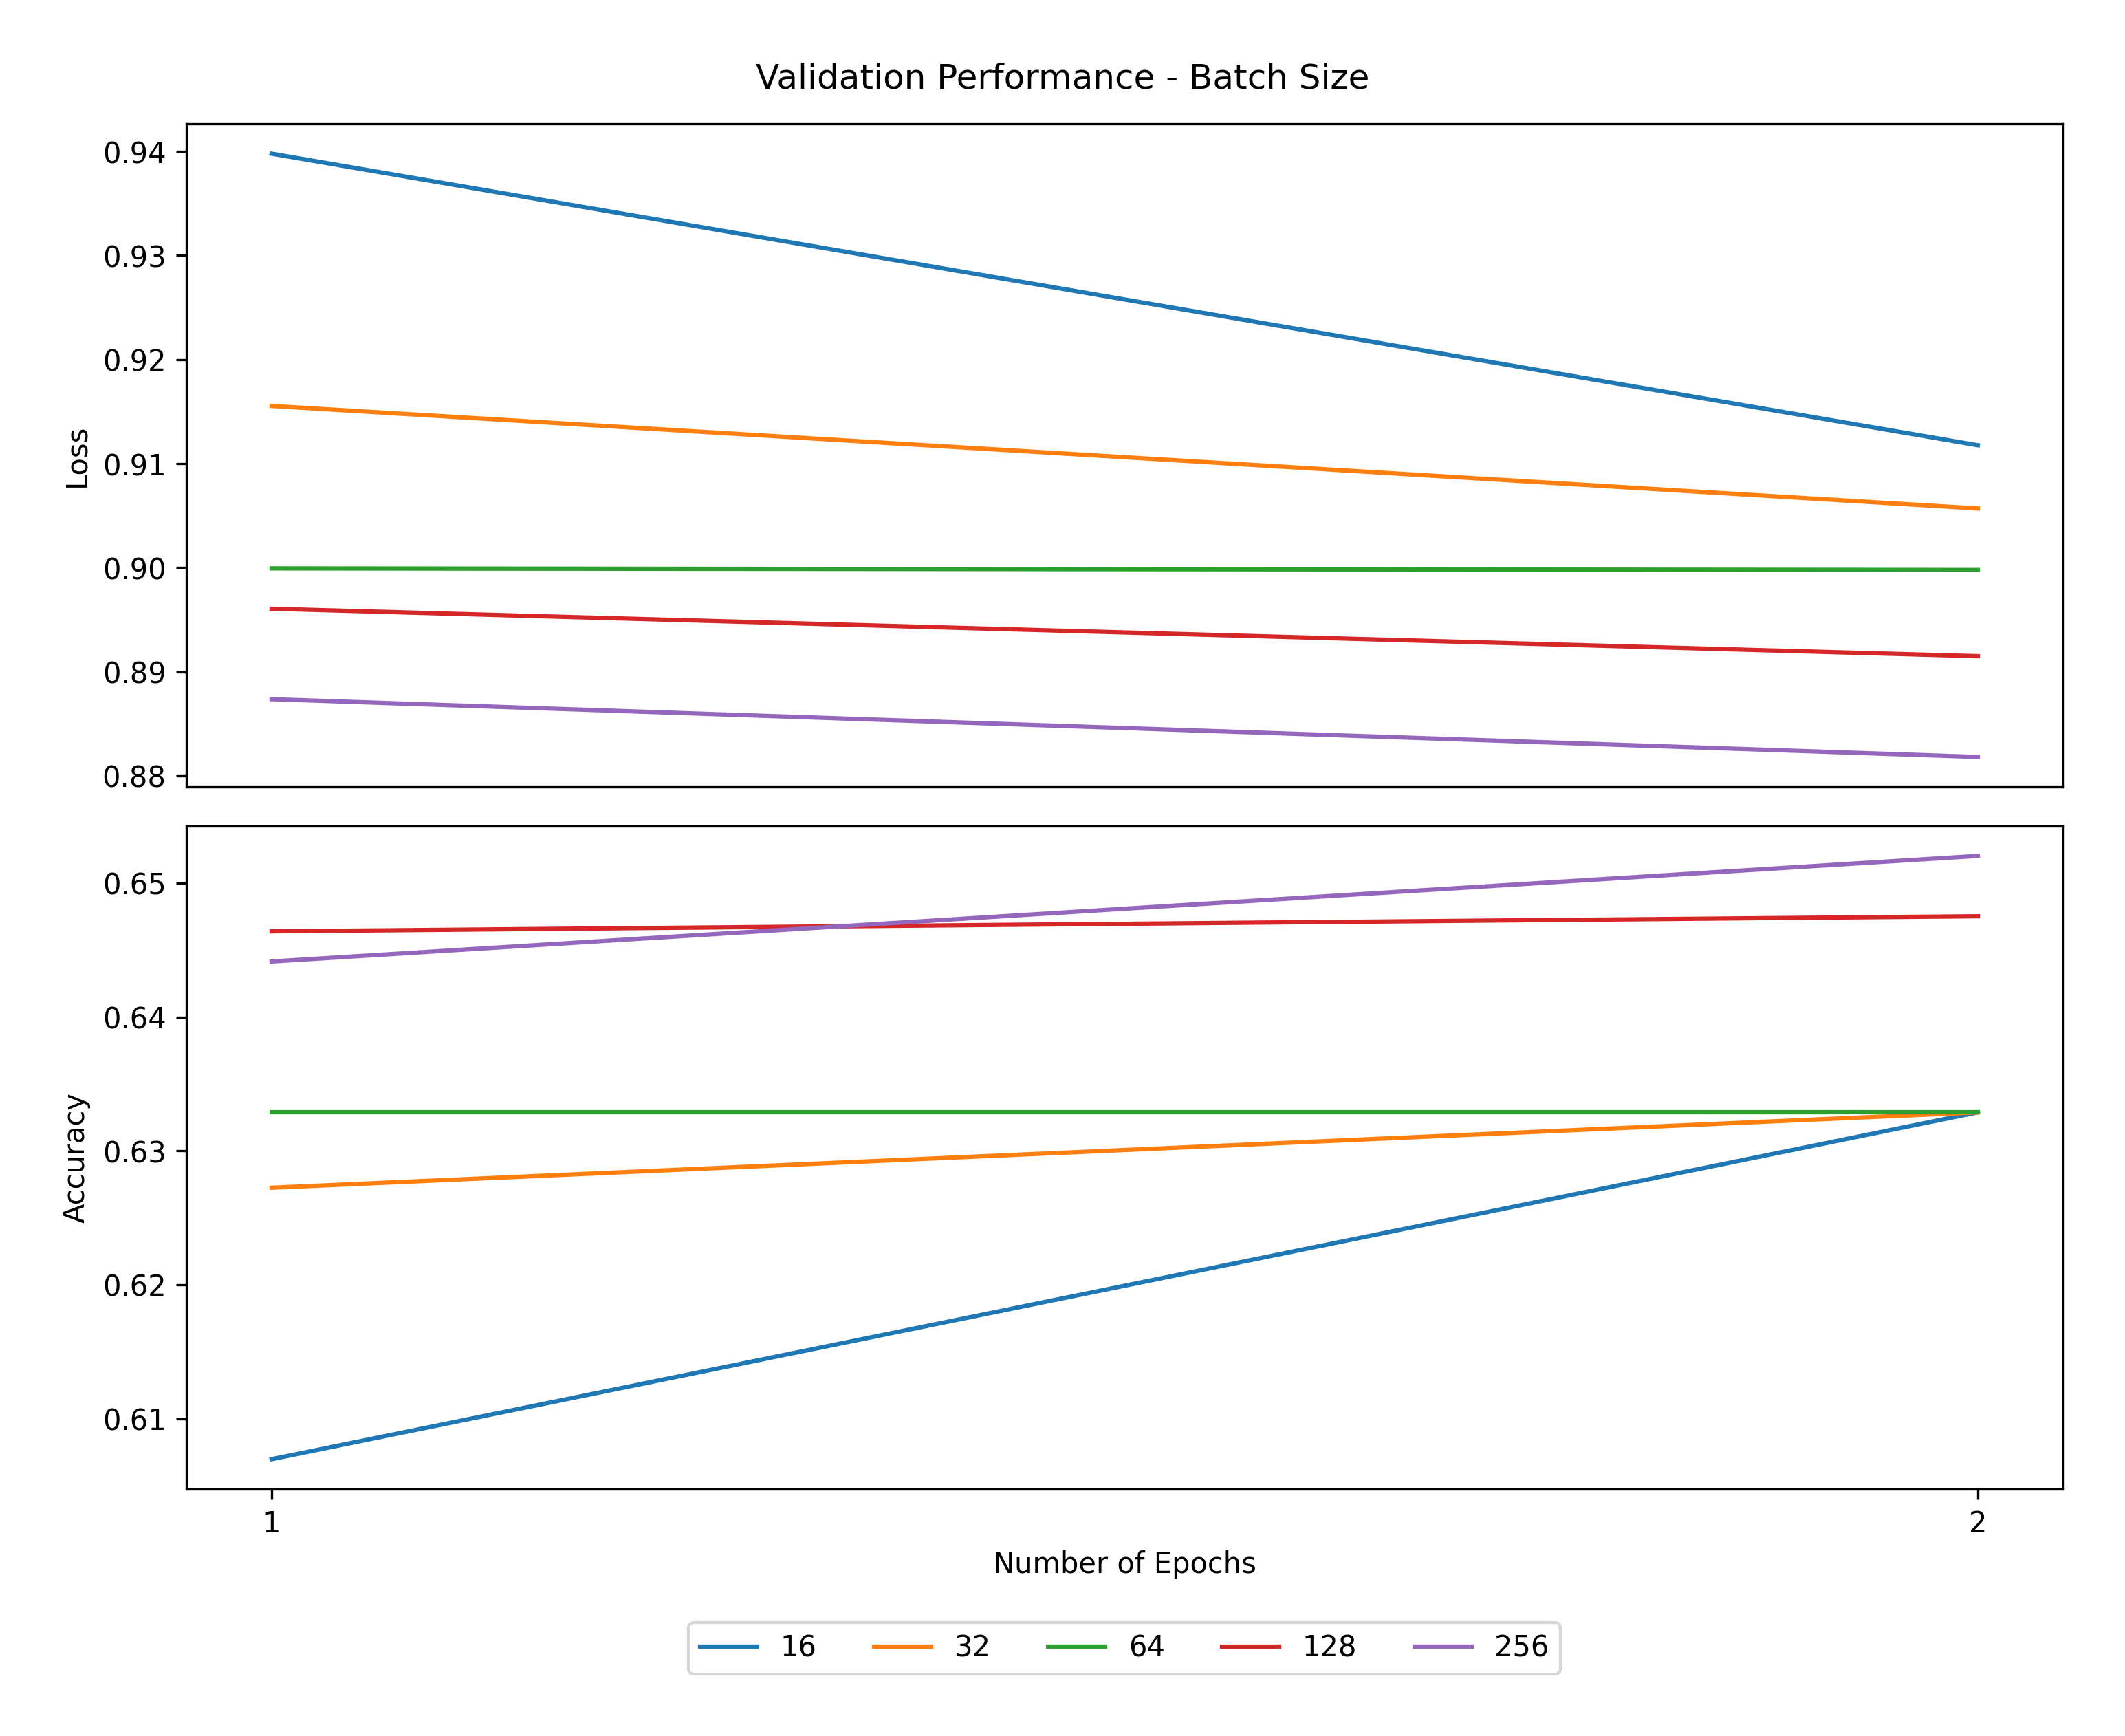 Validation Performance - Batch Size
0.94
0.93
0.92
0.91
0.90
0.89
0.88
Loss
0.65
0.64
0.63
0.62
0.61
Accuracy
1 2
Number of Epochs
16 32 64 128 256